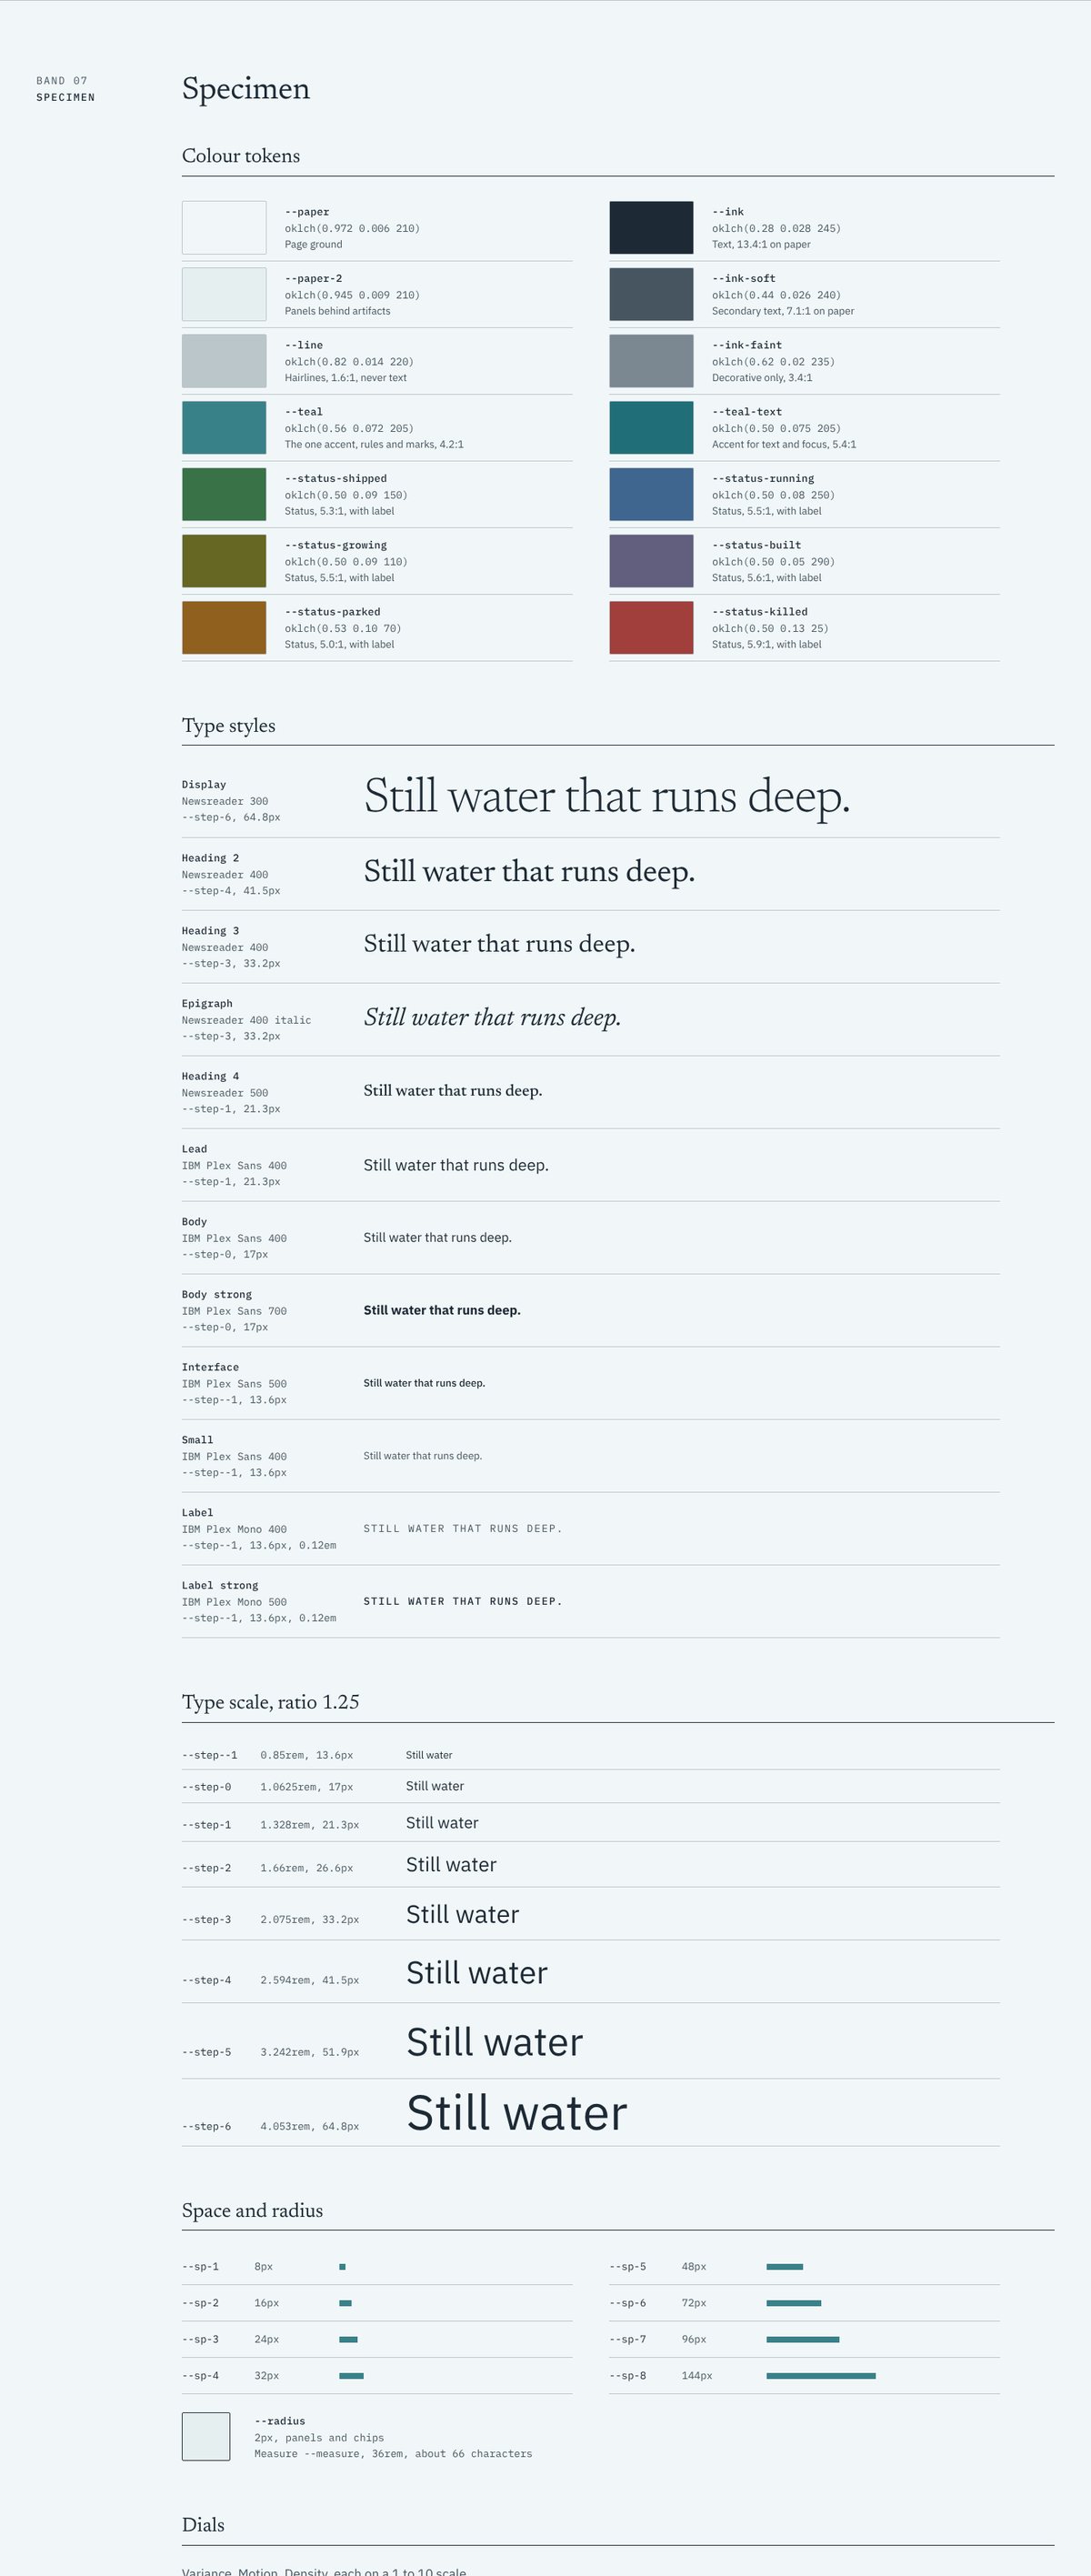 BAND 07
SPECIMEN
Specimen
Colour tokens
--paper
oklch(0.972 0.006 210)
Page ground
--ink
oklch(0.28 0.028 245)
Text, 13.4:1 on paper
--paper-2
oklch(0.945 0.009 210)
Panels behind artifacts
--ink-soft
oklch(0.44 0.026 240)
Secondary text, 7.1:1 on paper
--line
oklch(0.82 0.014 220)
Hairlines, 1.6:1, never text
--ink-faint
oklch(0.62 0.02 235)
Decorative only, 3.4:1
--teal
oklch(0.56 0.072 205)
The one accent, rules and marks, 4.2:1
--teal-text
oklch(0.50 0.075 205)
Accent for text and focus, 5.4:1
--status-shipped
oklch(0.50 0.09 150)
Status, 5.3:1, with label
--status-running
oklch(0.50 0.08 250)
Status, 5.5:1, with label
--status-growing
oklch(0.50 0.09 110)
Status, 5.5:1, with label
--status-built
oklch(0.50 0.05 290)
Status, 5.6:1, with label
--status-parked
oklch(0.53 0.10 70)
Status, 5.0:1, with label
--status-killed
oklch(0.50 0.13 25)
Status, 5.9:1, with label
Type styles
Display
Newsreader 300
--step-6, 64.8px
Still water that runs deep.
Heading 2
Newsreader 400
--step-4, 41.5px
Still water that runs deep.
Heading 3
Newsreader 400
--step-3, 33.2px
Still water that runs deep.
Epigraph
Newsreader 400 italic
--step-3, 33.2px
Still water that runs deep.
Heading 4
Newsreader 500
--step-1, 21.3px
Still water that runs deep.
Lead
IBM Plex Sans 400
--step-1, 21.3px
Still water that runs deep.
Body
IBM Plex Sans 400
--step-0, 17px
Still water that runs deep.
Body strong
IBM Plex Sans 700
--step-0, 17px
Still water that runs deep.
Interface
IBM Plex Sans 500
--step--1, 13.6px
Still water that runs deep.
Small
IBM Plex Sans 400
--step--1, 13.6px
Still water that runs deep.
Label
IBM Plex Mono 400
--step--1, 13.6px, 0.12em
STILL WATER THAT RUNS DEEP.
Label strong
IBM Plex Mono 500
--step--1, 13.6px, 0.12em
STILL WATER THAT RUNS DEEP.
Type scale, ratio 1.25
--step--1 0.85rem, 13.6px Still water
--step-0 1.0625rem, 17px Still water
--step-1 1.328rem, 21.3px Still water
--step-2 1.66rem, 26.6px Still water
--step-3 2.075rem, 33.2px Still water
--step-4 2.594rem, 41.5px Still water
--step-5 3.242rem, 51.9px Still water
--step-6 4.053rem, 64.8px Still water
Space and radius
--sp-1 8px
--sp-5 48px
--sp-2 16px
--sp-6 72px
--sp-3 24px
--sp-7 96px
--sp-4 32px
--sp-8 144px
--radius
2px, panels and chips
Measure --measure, 36rem, about 66 characters
Dials
Variance, Motion, Density, each on a 1 to 10 scale